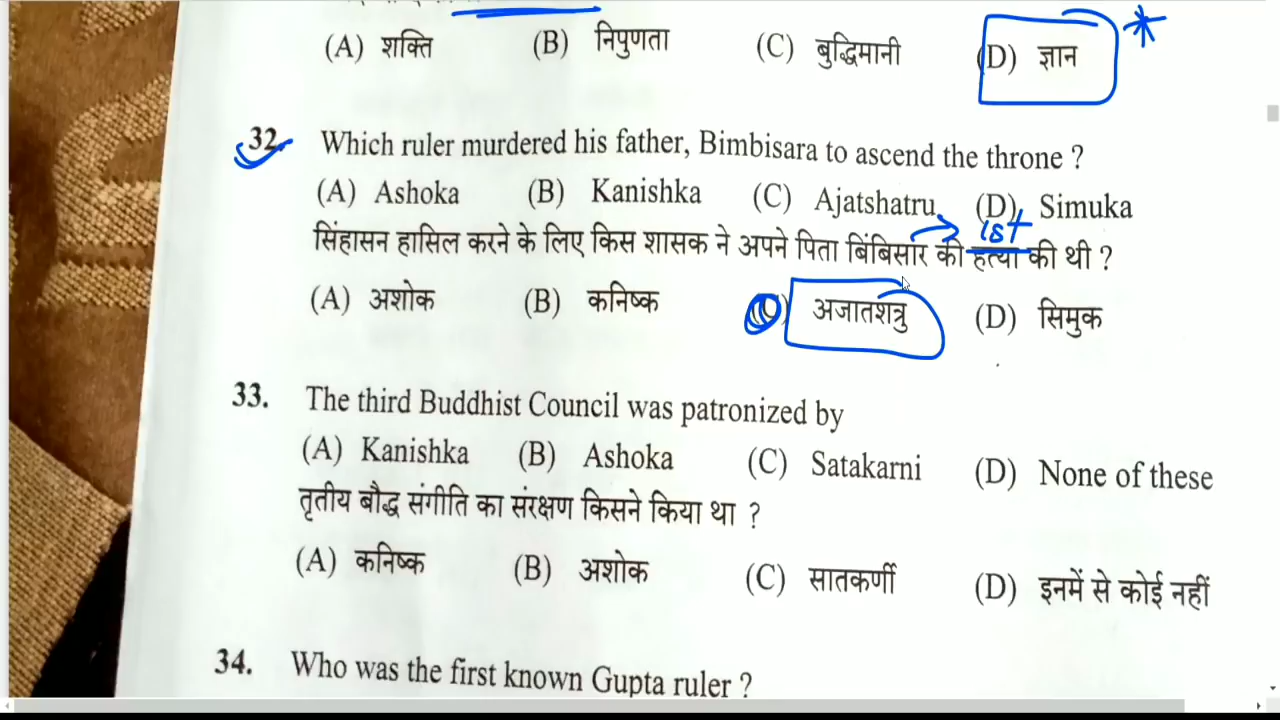 (A) शक्ति (B) निपुणता (C) बुद्धिमानी (D) ज्ञान
32. Which ruler murdered his father, Bimbisara to ascend the throne ?
(A) Ashoka (B) Kanishka (C) Ajatshatru (D) Simuka
1st
सिंहासन हासिल करने के लिए किस शासक ने अपने पिता बिंबिसार की हत्या की थी ?
(A) अशोक (B) कनिष्क (C) अजातशत्रु (D) सिमुक
33. The third Buddhist Council was patronized by
(A) Kanishka (B) Ashoka (C) Satakarni (D) None of these
तृतीय बौद्ध संगीति का संरक्षण किसने किया था ?
(A) कनिष्क (B) अशोक (C) सातकर्णी (D) इनमें से कोई नहीं
34. Who was the first known Gupta ruler ?